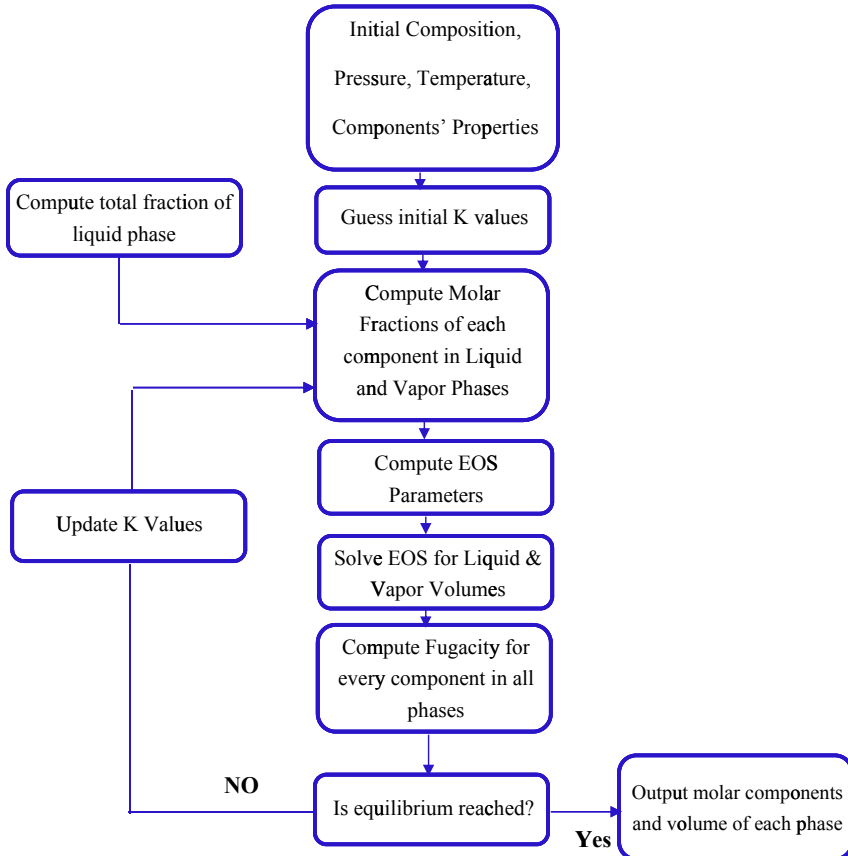 Initial Composition,
Pressure, Temperature,
Components' Properties
Compute total fraction of
liquid phase
Guess initial K values
Compute Molar
Fractions of each
component in Liquid
and Vapor Phases
Compute EOS
Parameters
Update K Values
Solve EOS for Liquid &
Vapor Volumes
Compute Fugacity for
every component in all
phases
NO
Is equilibrium reached?
Yes
Output molar components
and volume of each phase